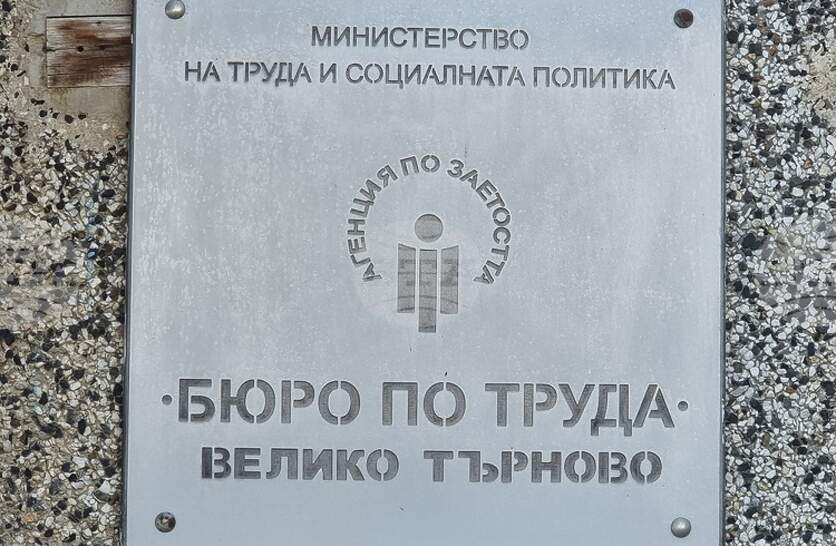 МИНИСТЕРСТВО
НА ТРУДА И СОЦИАЛНАТА ПОЛИТИКА
АГЕНЦИЯ ПО ЗАЕТОСТТА
·БЮРО ПО ТРУДА·
ВЕЛИКО ТЪРНОВО